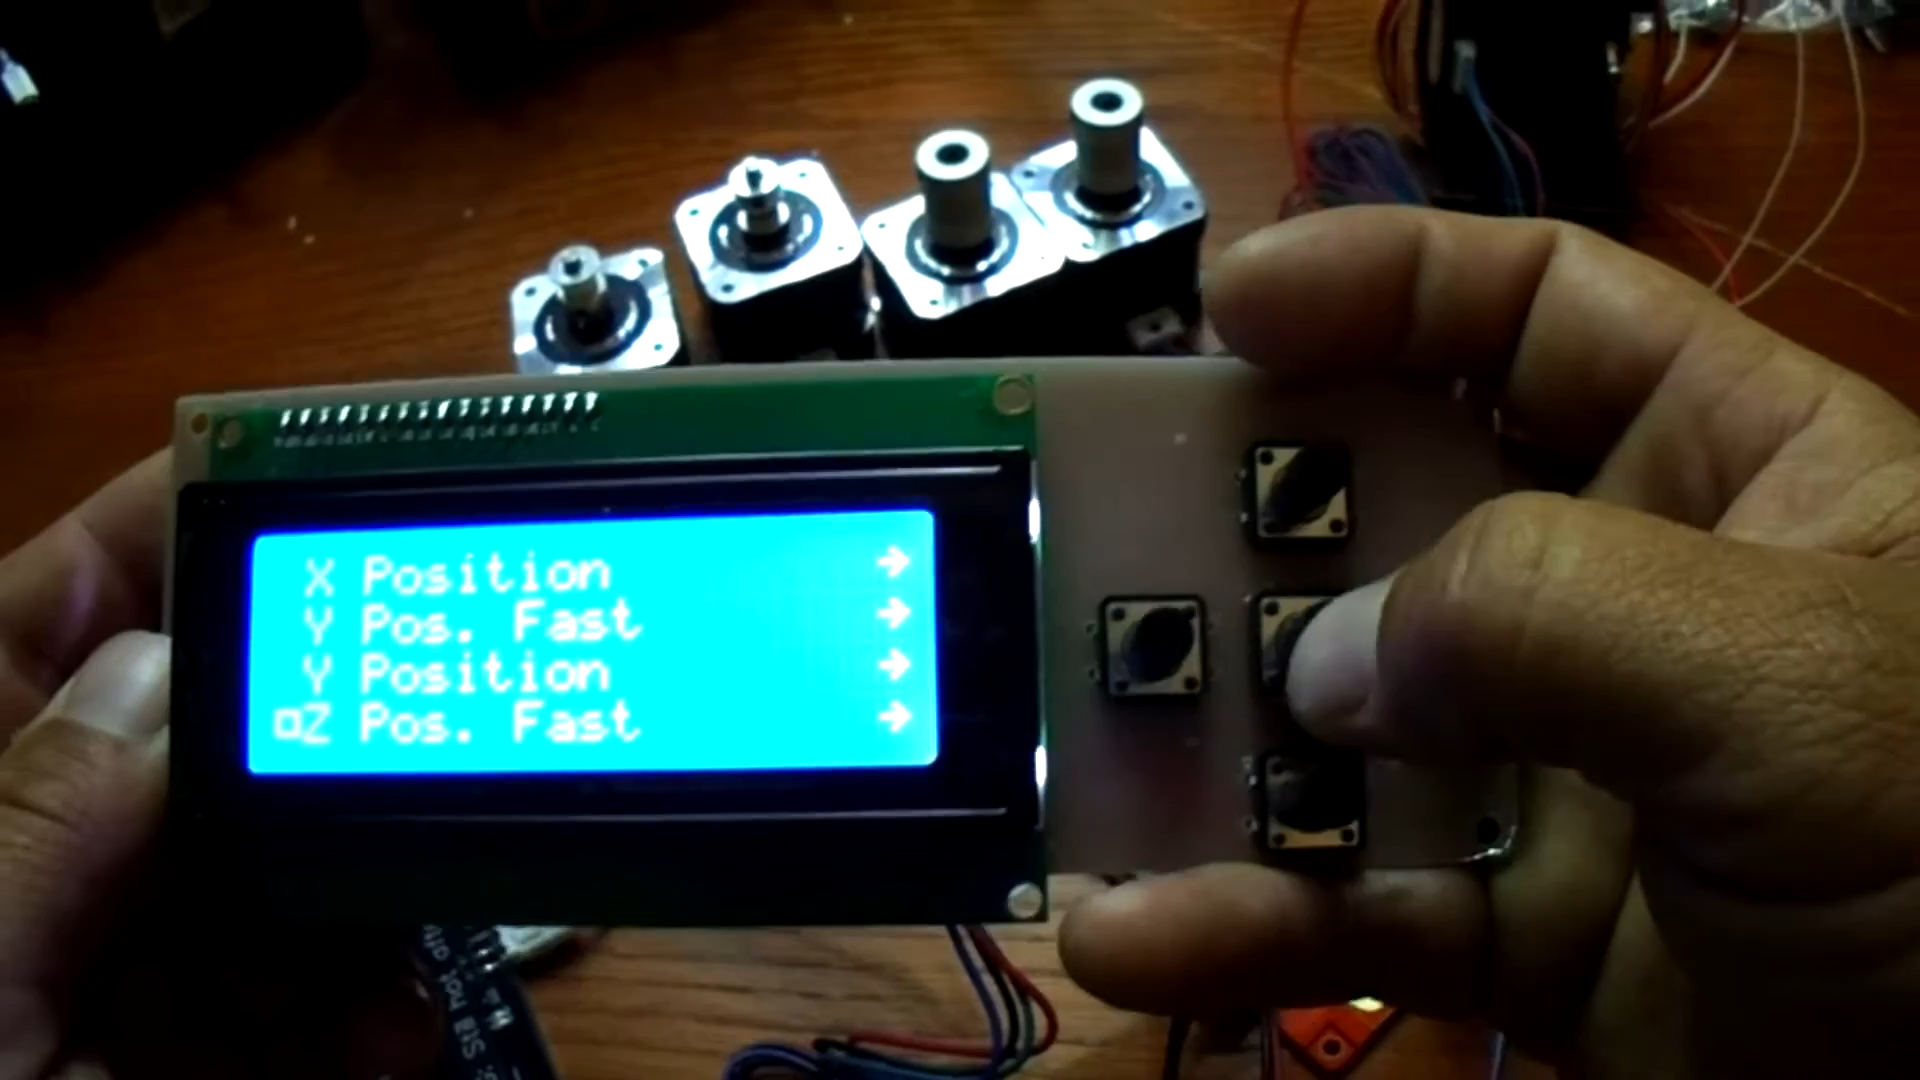 X Position →
Y Pos. Fast →
Y Position →
Z Pos. Fast →